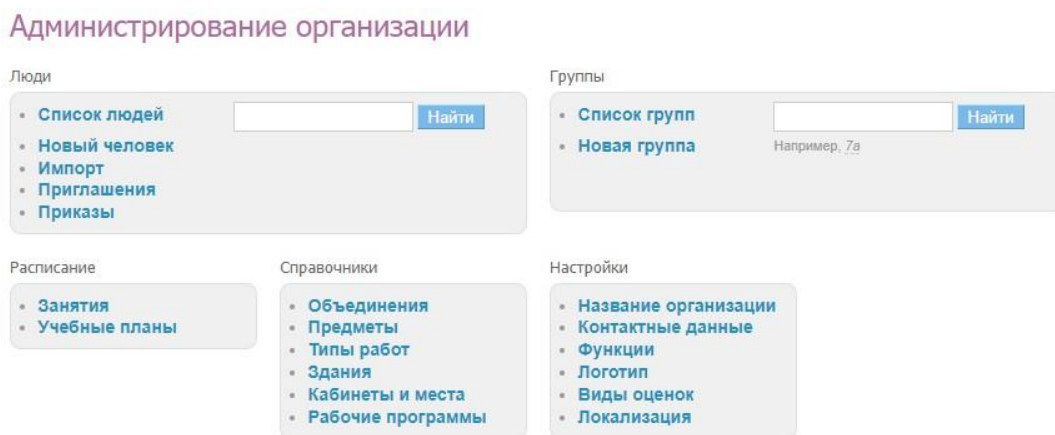 Администрирование организации
Люди
Список людей
Найти
Новый человек
Импорт
Приглашения
Приказы
Группы
Список групп
Найти
Новая группа
Например, 7а
Расписание
Занятия
Учебные планы
Справочники
Объединения
Предметы
Типы работ
Здания
Кабинеты и места
Рабочие программы
Настройки
Название организации
Контактные данные
Функции
Логотип
Виды оценок
Локализация